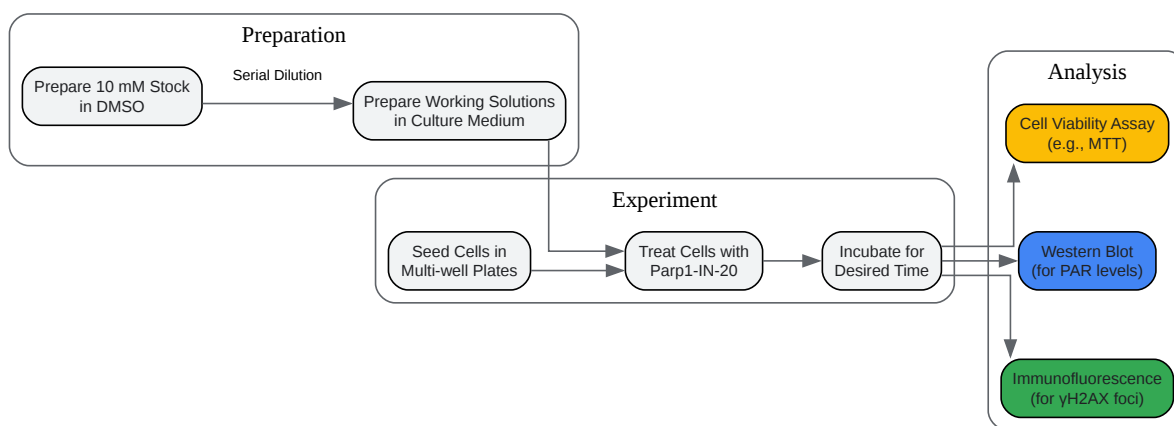 Preparation
Prepare 10 mM Stock
in DMSO
Serial Dilution
Prepare Working Solutions
in Culture Medium
Experiment
Seed Cells in
Multi-well Plates
Treat Cells with
Parp1-IN-20
Incubate for
Desired Time
Analysis
Cell Viability Assay
(e.g., MTT)
Western Blot
(for PAR levels)
Immunofluorescence
(for γH2AX foci)